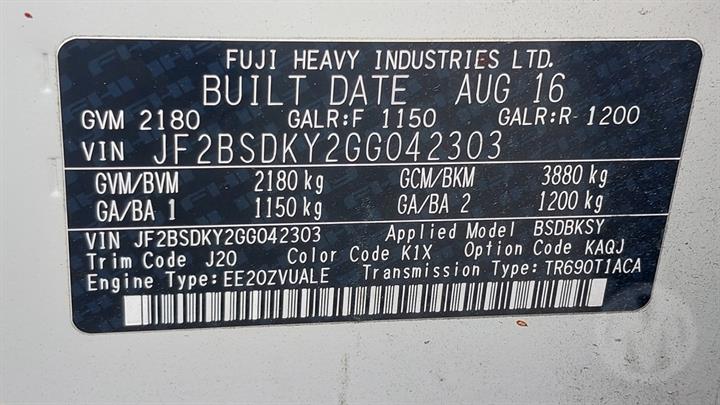 FUJI HEAVY INDUSTRIES LTD.
BUILT DATE AUG 16
GVM 2180 GALR:F 1150 GALR:R 1200
VIN JF2BSDKY2GG042303
GVM/BVM 2180 kg GCM/BKM 3880 kg
GA/BA 1 1150 kg GA/BA 2 1200 kg
VIN JF2BSDKY2GG042303 Applied Model BSDBKSY
Trim Code J20 Color Code K1X Option Code KAQJ
Engine Type: EE20ZVUALE Transmission Type: TR690T1ACA